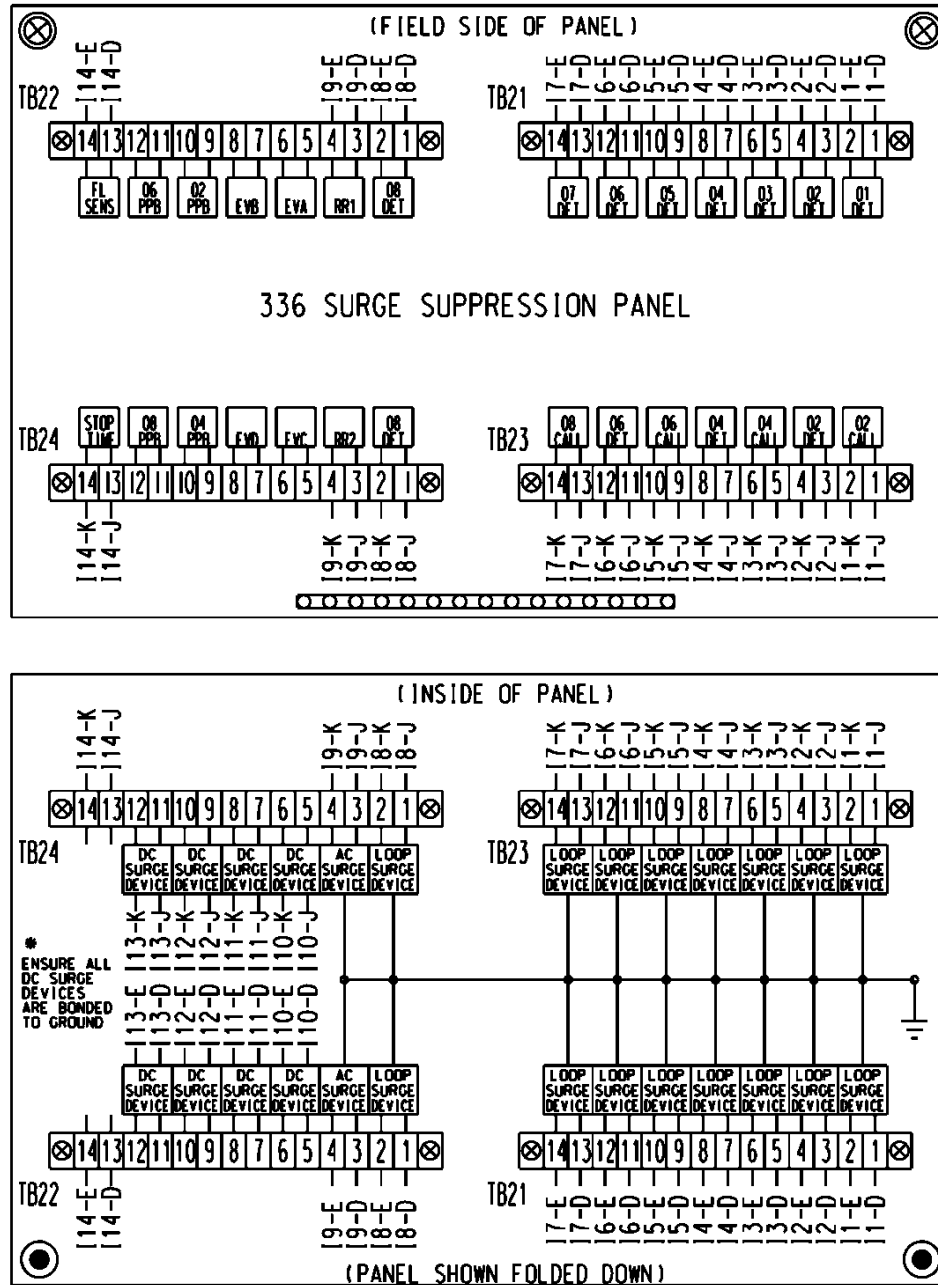 (FIELD SIDE OF PANEL)
I14-E I14-D I9-E I9-D I8-E I8-D
I7-E I7-D I6-E I6-D I5-E I5-D I4-E I4-D I3-E I3-D I2-E I2-D I1-E I1-D
TB22
TB21
14 13 12 11 10 9 8 7 6 5 4 3 2 1
14 13 12 11 10 9 8 7 6 5 4 3 2 1
FL 06 02 08
SENS PPB PPB EVB EVA RR1 DET
07 06 05 04 03 02 01
DET DET DET DET DET DET DET
336 SURGE SUPPRESSION PANEL
STOP 08 04 08
TIME PPB PPB EVD EVC RR2 DET
08 06 06 04 04 02 02
CALL DET CALL DET CALL DET CALL
TB24
TB23
14 13 12 11 10 9 8 7 6 5 4 3 2 1
14 13 12 11 10 9 8 7 6 5 4 3 2 1
I14-K I14-J I9-K I9-J I8-K I8-J
I7-K I7-J I6-K I6-J I5-K I5-J I4-K I4-J I3-K I3-J I2-K I2-J I1-K I1-J
(INSIDE OF PANEL)
I14-K I14-J I9-K I9-J I8-K I8-J
I7-K I7-J I6-K I6-J I5-K I5-J I4-K I4-J I3-K I3-J I2-K I2-J I1-K I1-J
14 13 12 11 10 9 8 7 6 5 4 3 2 1
14 13 12 11 10 9 8 7 6 5 4 3 2 1
TB24
TB23
DC DC DC DC AC LOOP
SURGE SURGE SURGE SURGE SURGE SURGE
DEVICE DEVICE DEVICE DEVICE DEVICE DEVICE
LOOP LOOP LOOP LOOP LOOP LOOP LOOP
SURGE SURGE SURGE SURGE SURGE SURGE SURGE
DEVICE DEVICE DEVICE DEVICE DEVICE DEVICE DEVICE
I13-K I13-J I12-K I12-J I11-K I11-J I10-K I10-J
*
ENSURE ALL
DC SURGE
DEVICES
ARE BONDED
TO GROUND
I13-E I13-D I12-E I12-D I11-E I11-D I10-E I10-D
DC DC DC DC AC LOOP
SURGE SURGE SURGE SURGE SURGE SURGE
DEVICE DEVICE DEVICE DEVICE DEVICE DEVICE
LOOP LOOP LOOP LOOP LOOP LOOP LOOP
SURGE SURGE SURGE SURGE SURGE SURGE SURGE
DEVICE DEVICE DEVICE DEVICE DEVICE DEVICE DEVICE
14 13 12 11 10 9 8 7 6 5 4 3 2 1
14 13 12 11 10 9 8 7 6 5 4 3 2 1
TB22
TB21
I14-E I14-D I9-E I9-D I8-E I8-D
I7-E I7-D I6-E I6-D I5-E I5-D I4-E I4-D I3-E I3-D I2-E I2-D I1-E I1-D
(PANEL SHOWN FOLDED DOWN)